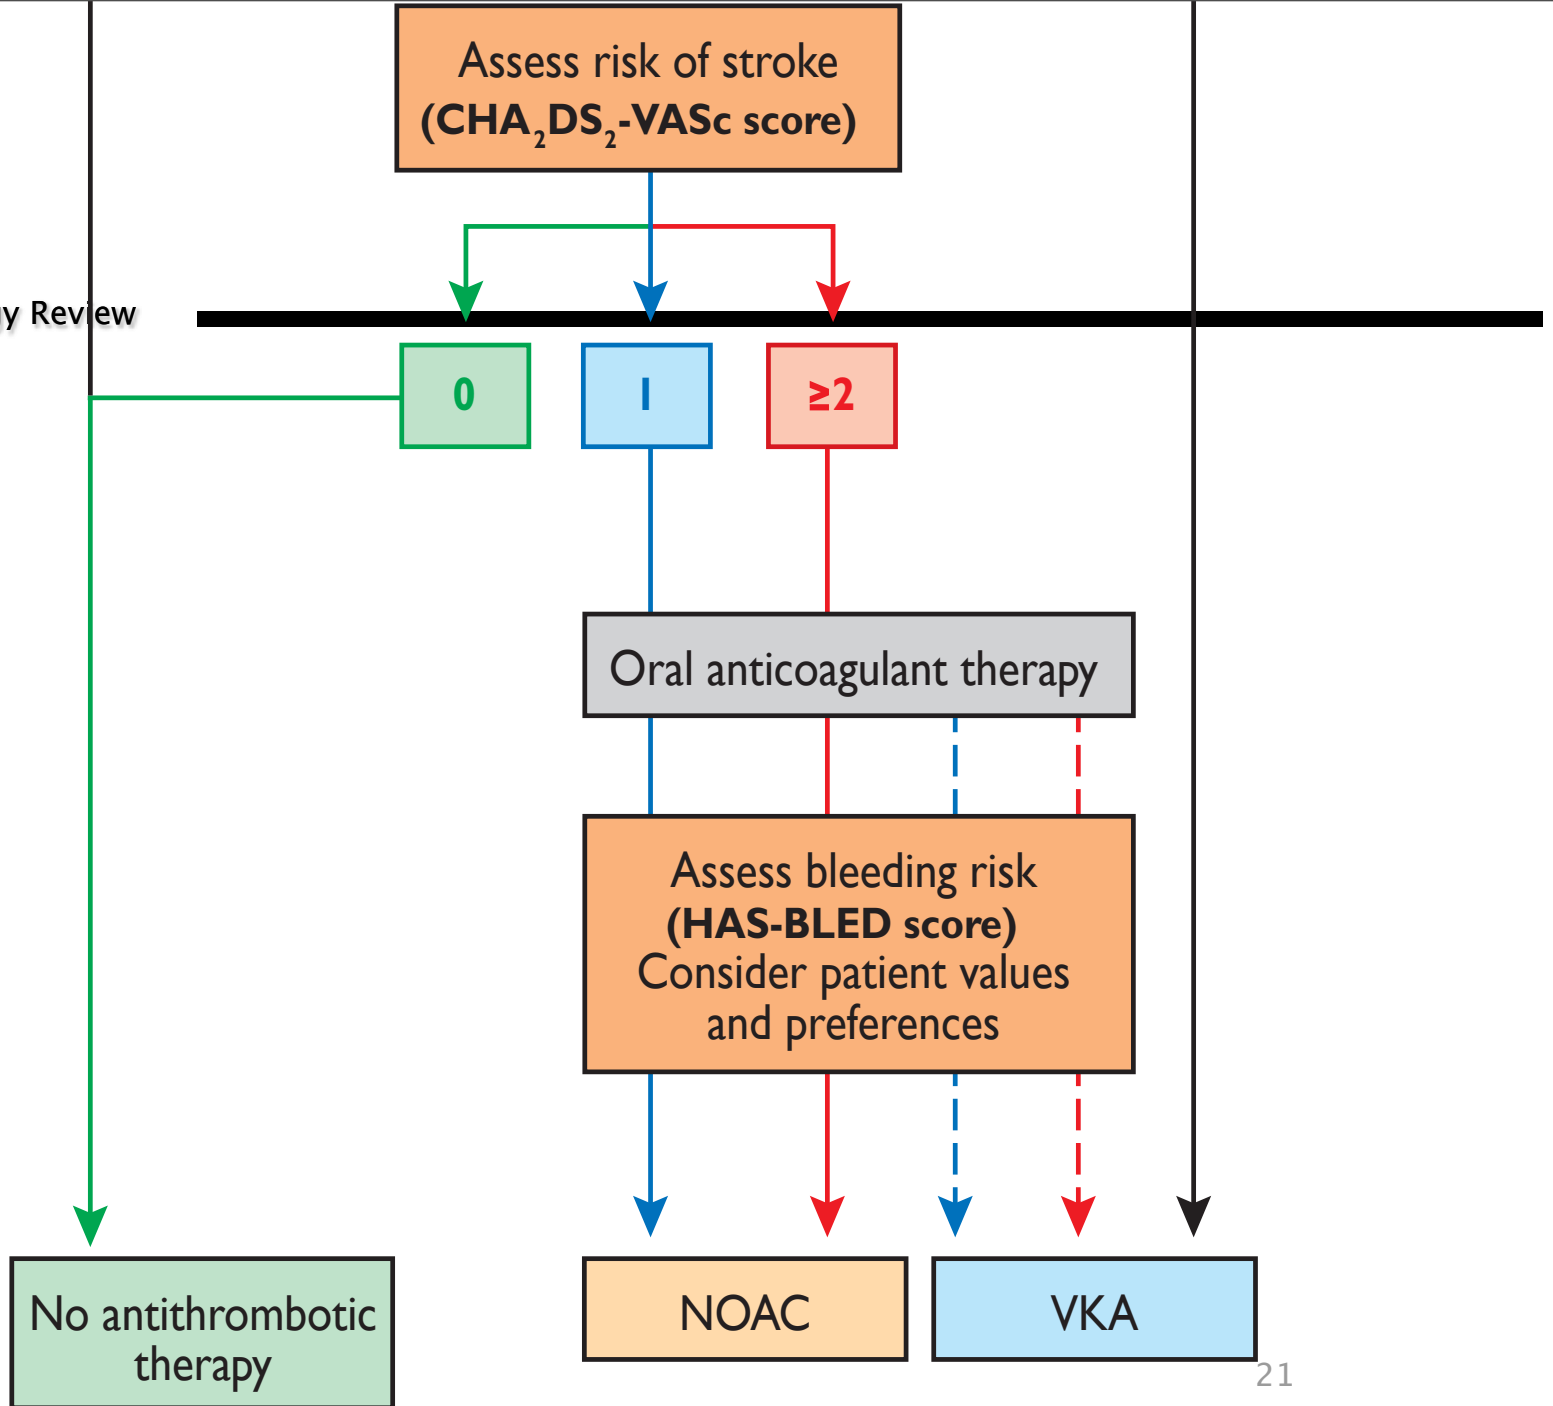 Assess risk of stroke
(CHA₂DS₂-VASc score)
Review
0
1
≥2
Oral anticoagulant therapy
Assess bleeding risk
(HAS-BLED score)
Consider patient values
and preferences
No antithrombotic
therapy
NOAC
VKA
21